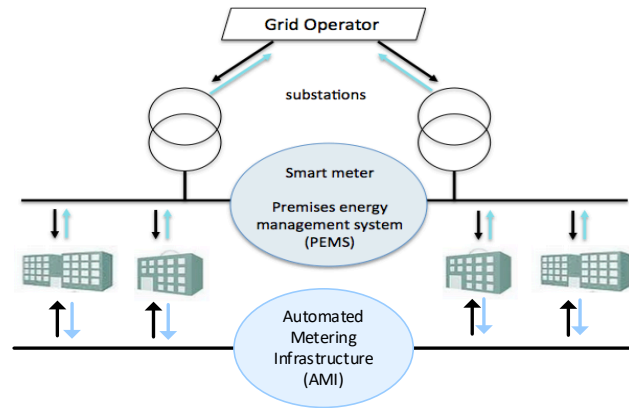 Grid Operator
substations
Smart meter
Premises energy
management system
(PEMS)
Automated
Metering
Infrastructure
(AMI)